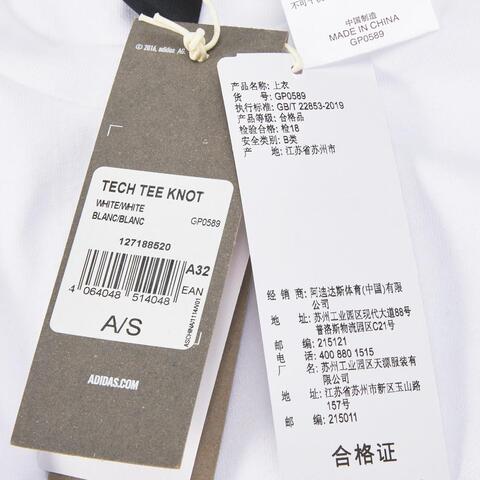 中国制造
MADE IN CHINA
GP0589
© 2016, adidas AG.
TECH TEE KNOT
WHITE/WHITE
BLANC/BLANC GP0589
127188520
A32
4 064048 514048 EAN
A/S
ADIDAS.COM
产品名称: 上衣
货 号: GP0589
执行标准: GB/T 22853-2019
产品等级: 合格品
检验合格: 检18
安全类别: B类
产 地: 江苏省苏州市
经 销 商: 阿迪达斯体育(中国)有限
公司
地 址: 苏州工业园区现代大道88号
普洛斯物流园区C21号
邮 编: 215121
电 话: 400 880 1515
制 造 商: 苏州工业园区天源服装有
限公司
地 址: 江苏省苏州市新区玉山路
157号
邮 编: 215011
合格证